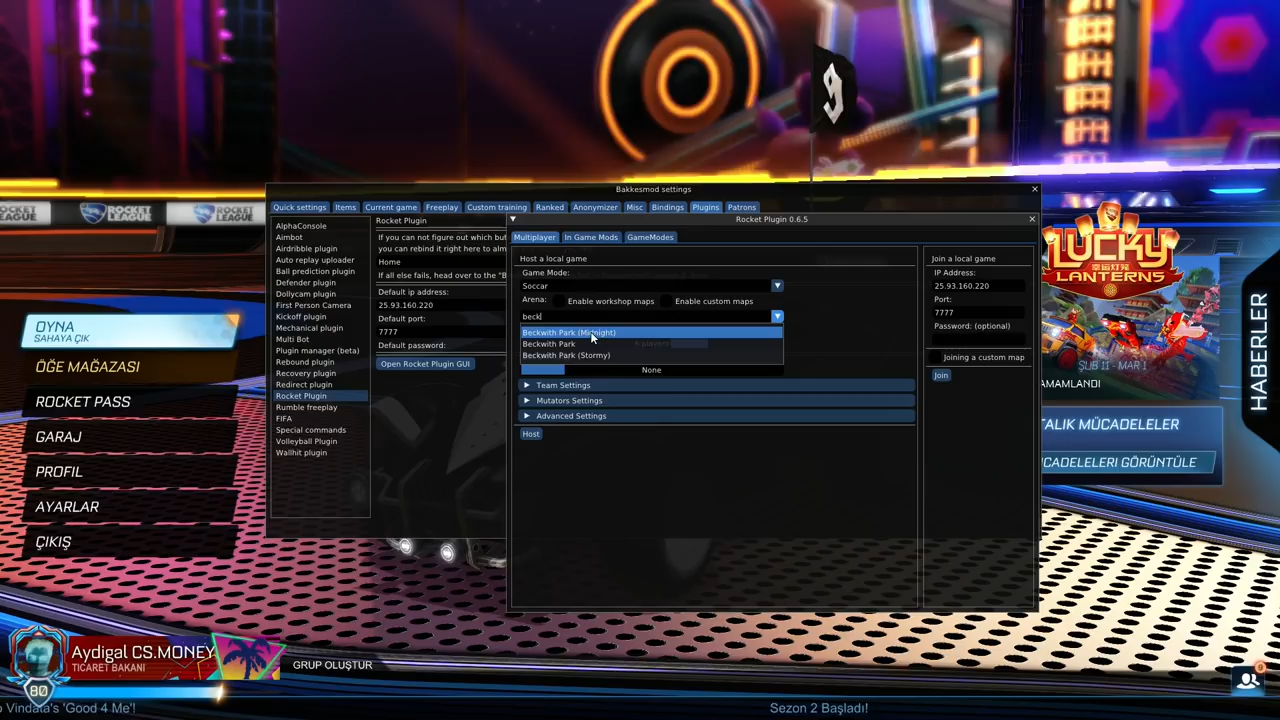 9
ROCKET LEAGUE
ROCKET LEAGUE
ROCKET LEAGUE
Bakkesmod settings
Quick settings
Items
Current game
Freeplay
Custom training
Ranked
Anonymizer
Misc
Bindings
Plugins
Patrons
AlphaConsole
Aimbot
Airdribble plugin
Auto replay uploader
Ball prediction plugin
Defender plugin
Dollycam plugin
First Person Camera
Kickoff plugin
Mechanical plugin
Multi Bot
Plugin manager (beta)
Rebound plugin
Recovery plugin
Redirect plugin
Rocket Plugin
Rumble freeplay
FIFA
Special commands
Volleyball Plugin
Wallhit plugin
Rocket Plugin
If you can not figure out which but
you can rebind it right here to alm
Home
If all else fails, head over to the "B
Default ip address:
25.93.160.220
Default port:
7777
Default password:
Open Rocket Plugin GUI
Rocket Plugin 0.6.5
Multiplayer
In Game Mods
GameModes
Host a local game
Game Mode:
Soccar
Arena:
Enable workshop maps
Enable custom maps
beck
Beckwith Park (Midnight)
Beckwith Park
Beckwith Park (Stormy)
None
Team Settings
Mutators Settings
Advanced Settings
Host
Join a local game
IP Address:
25.93.160.220
Port:
7777
Password: (optional)
Joining a custom map
Join
OYNA
SAHAYA ÇIK
ÖĞE MAĞAZASI
ROCKET PASS
GARAJ
PROFIL
AYARLAR
ÇIKIŞ
LUCKY
LANTERNS
ŞUB 11 - MAR 1
AMAMLANDI
TALIK MÜCADELELER
ÜCADELELERI GÖRÜNTÜLE
HABERLER
Aydigal CS.MONEY
TICARET BAKANI
80
GRUP OLUŞTUR
o Vindata's 'Good 4 Me'!
Sezon 2 Başladı!